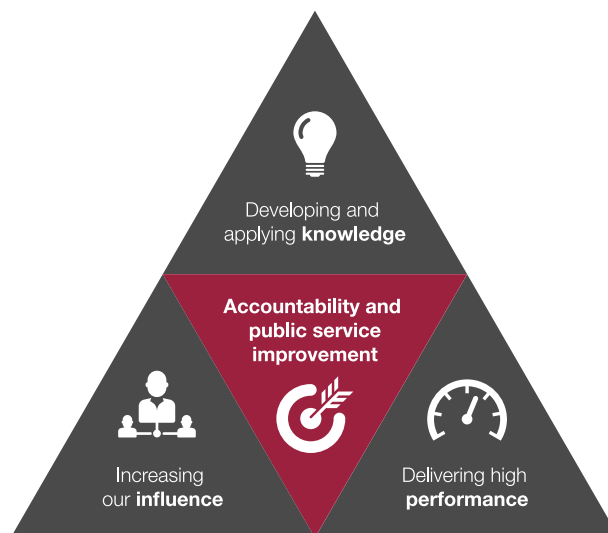 Developing and
applying knowledge
Accountability and
public service
improvement
Increasing
our influence
Delivering high
performance